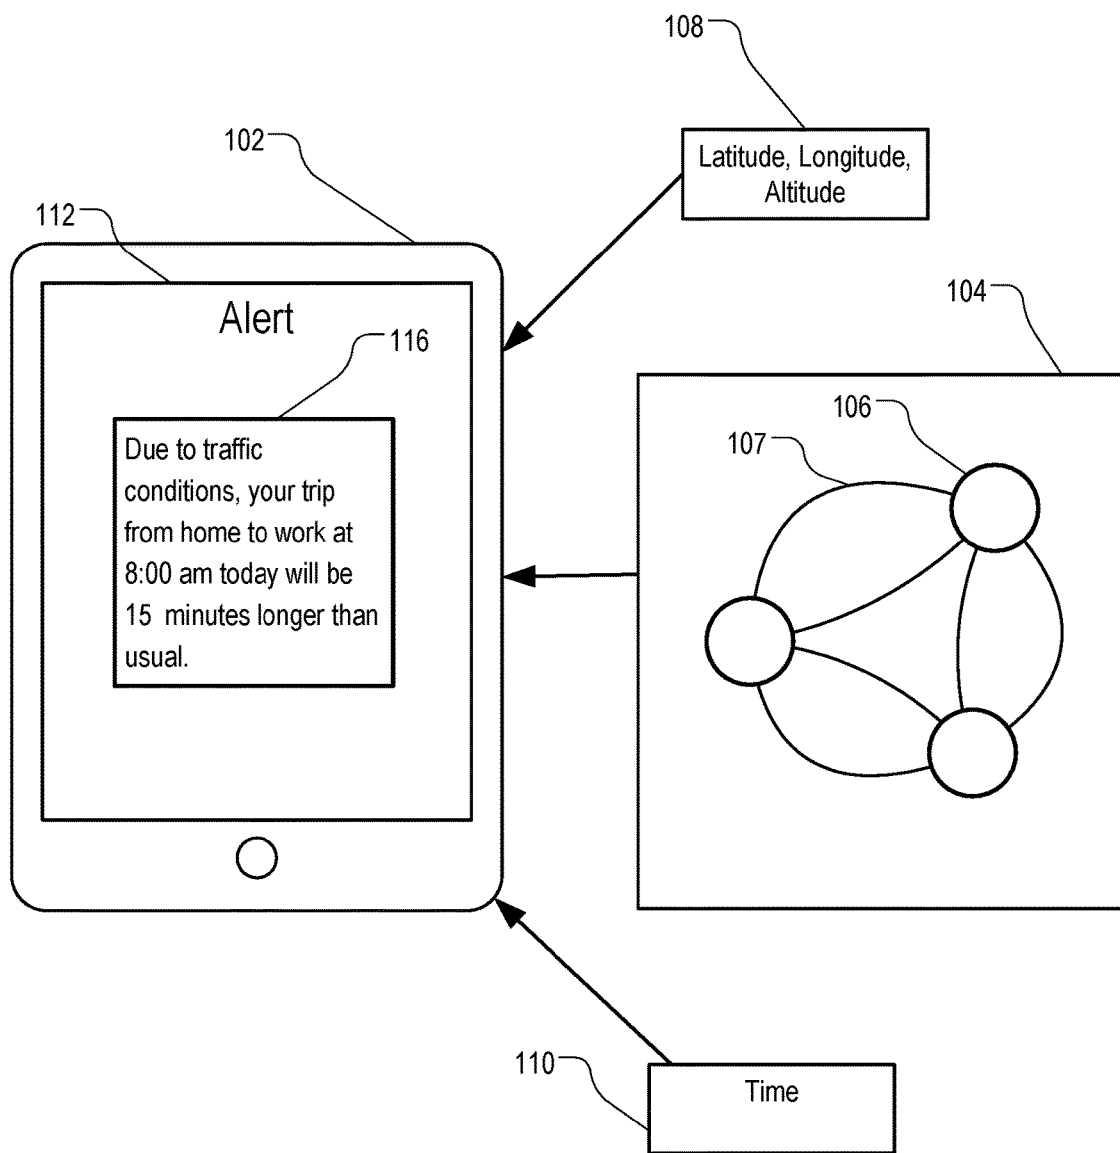 108
Latitude, Longitude,
Altitude
102
112
Alert
116
Due to traffic
conditions, your trip
from home to work at
8:00 am today will be
15 minutes longer than
usual.
104
106
107
110
Time